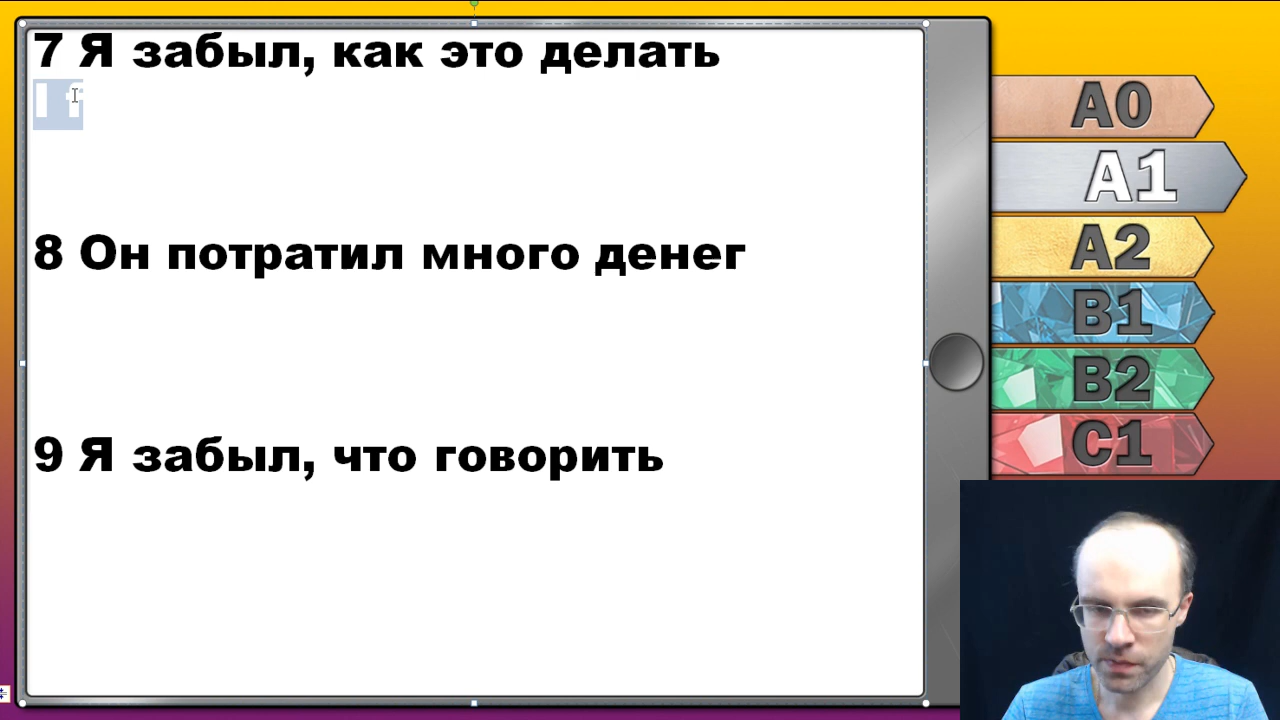 7 Я забыл, как это делать
I f
8 Он потратил много денег
9 Я забыл, что говорить
A0
A1
A2
B1
B2
C1